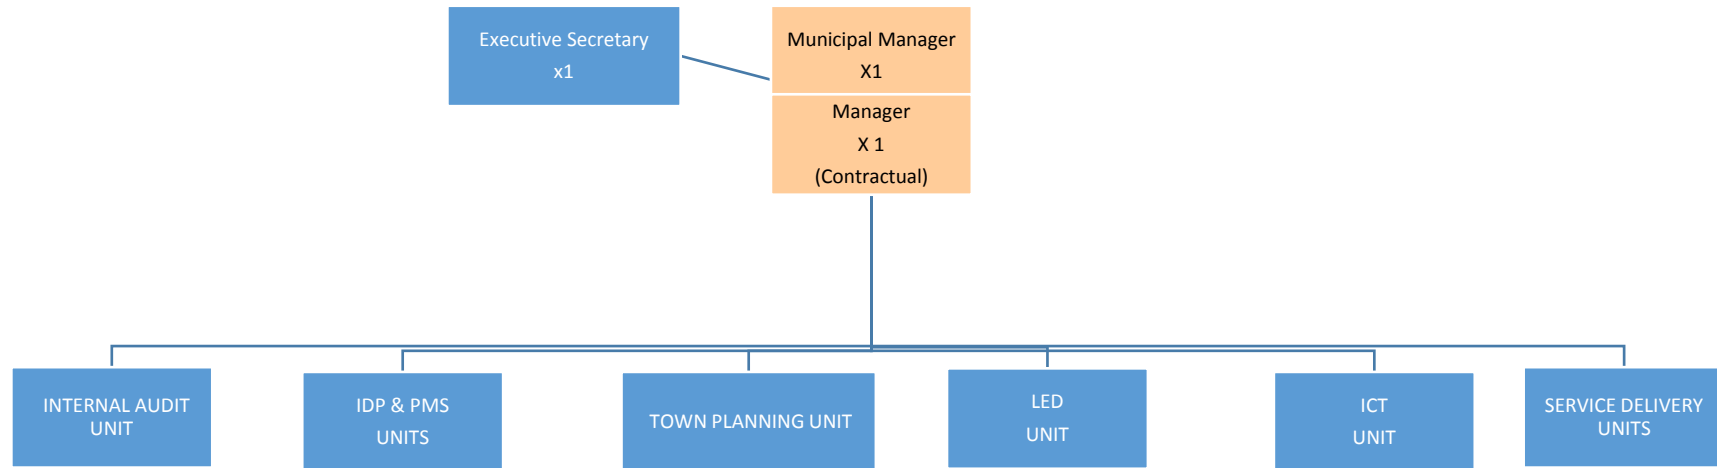 Executive Secretary
x1
Municipal Manager
X1
Manager
X 1
(Contractual)
INTERNAL AUDIT
UNIT
IDP & PMS
UNITS
TOWN PLANNING UNIT
LED
UNIT
ICT
UNIT
SERVICE DELIVERY
UNITS